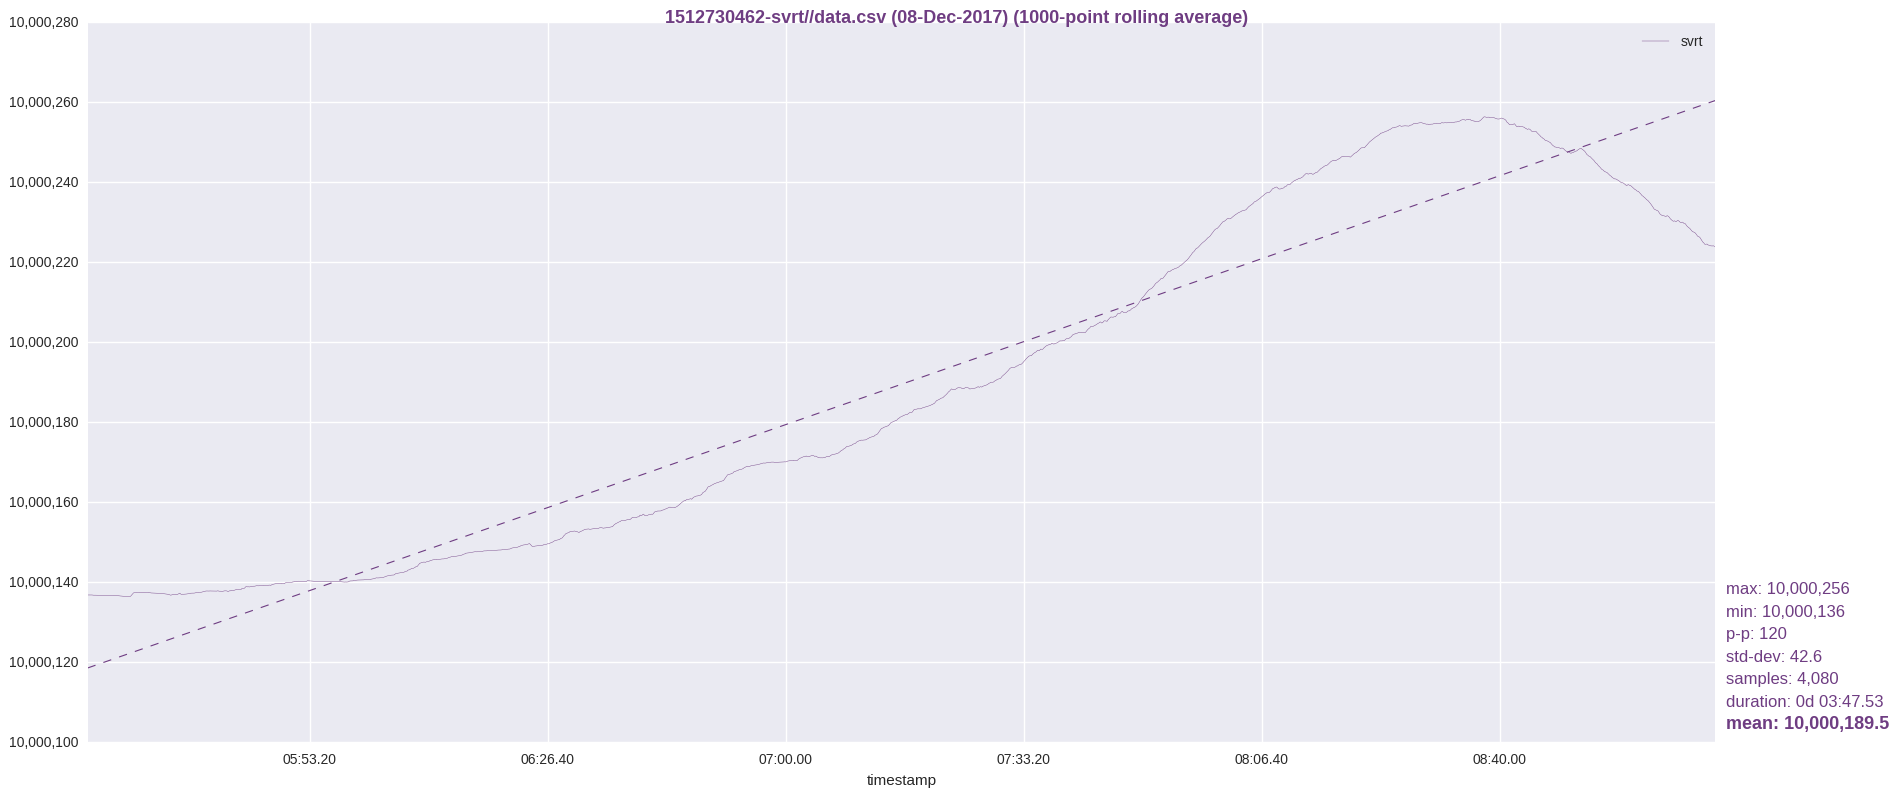 1512730462-svrt//data.csv (08-Dec-2017) (1000-point rolling average)
svrt
10,000,280
10,000,260
10,000,240
10,000,220
10,000,200
10,000,180
10,000,160
10,000,140
10,000,120
10,000,100
05:53.20
06:26.40
07:00.00
07:33.20
08:06.40
08:40.00
timestamp
max: 10,000,256
min: 10,000,136
p-p: 120
std-dev: 42.6
samples: 4,080
duration: 0d 03:47.53
mean: 10,000,189.5